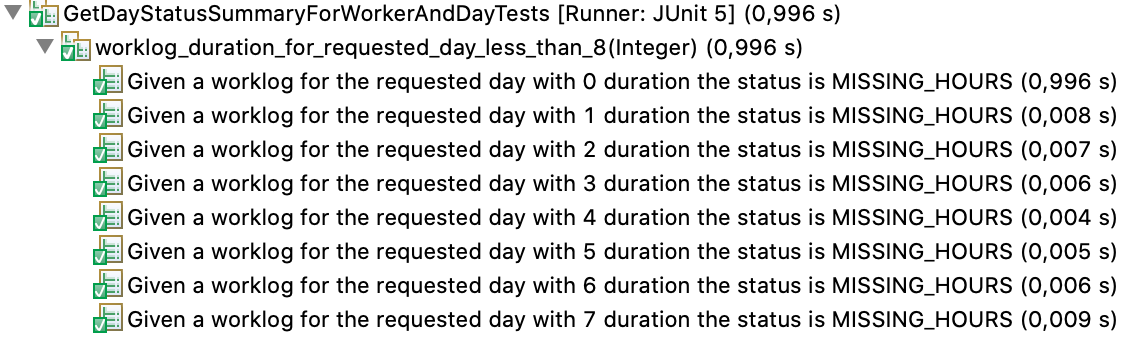 GetDayStatusSummaryForWorkerAndDayTests [Runner: JUnit 5] (0,996 s)
worklog_duration_for_requested_day_less_than_8(Integer) (0,996 s)
Given a worklog for the requested day with 0 duration the status is MISSING_HOURS (0,996 s)
Given a worklog for the requested day with 1 duration the status is MISSING_HOURS (0,008 s)
Given a worklog for the requested day with 2 duration the status is MISSING_HOURS (0,007 s)
Given a worklog for the requested day with 3 duration the status is MISSING_HOURS (0,006 s)
Given a worklog for the requested day with 4 duration the status is MISSING_HOURS (0,004 s)
Given a worklog for the requested day with 5 duration the status is MISSING_HOURS (0,005 s)
Given a worklog for the requested day with 6 duration the status is MISSING_HOURS (0,006 s)
Given a worklog for the requested day with 7 duration the status is MISSING_HOURS (0,009 s)